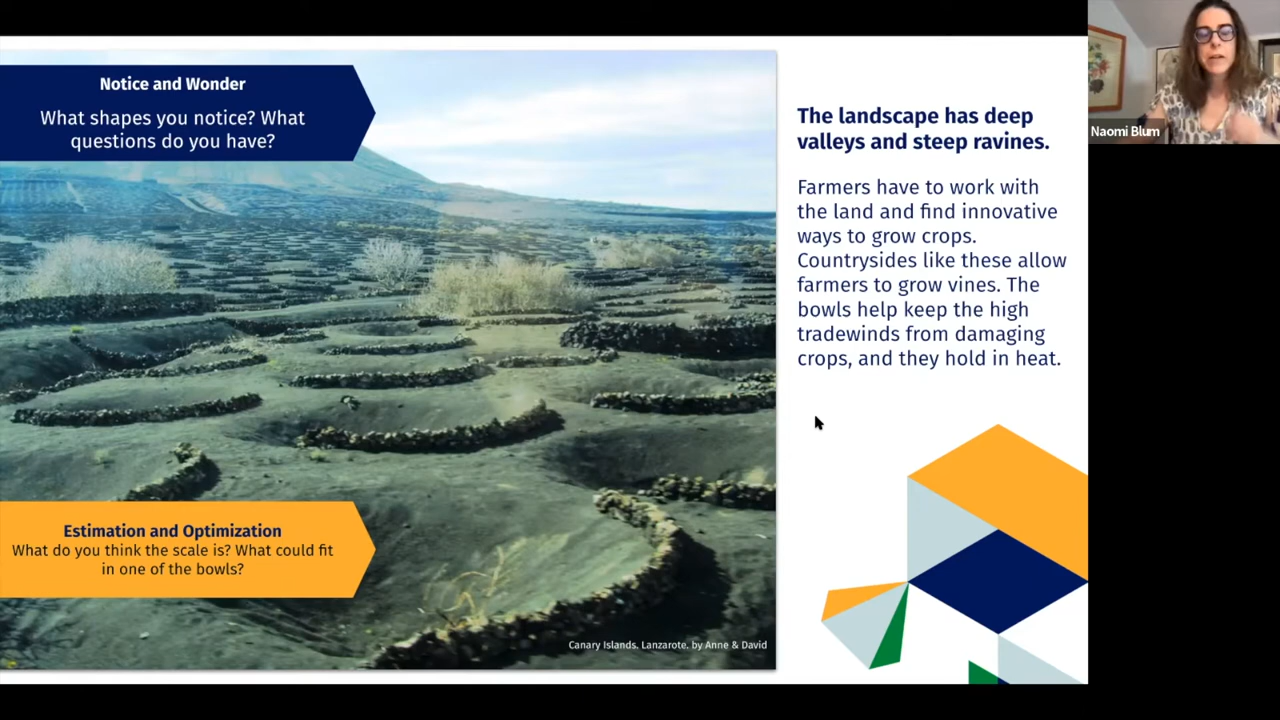 Notice and Wonder
What shapes you notice? What
questions do you have?
The landscape has deep
valleys and steep ravines.
Farmers have to work with
the land and find innovative
ways to grow crops.
Countrysides like these allow
farmers to grow vines. The
bowls help keep the high
tradewinds from damaging
crops, and they hold in heat.
Estimation and Optimization
What do you think the scale is? What could fit
in one of the bowls?
Canary Islands. Lanzarote. by Anne & David
Naomi Blum